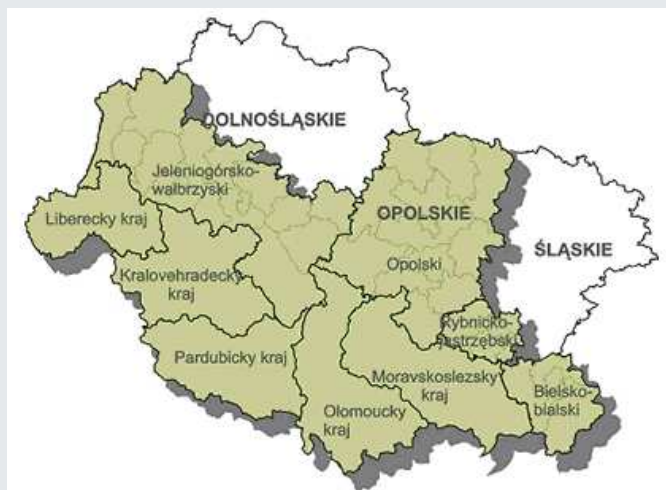 DOLNOŚLĄSKIE
Jeleniogórsko-
wałbrzyski
Liberecky kraj
OPOLSKIE
Opolski
ŚLĄSKIE
Kralovehradecky
kraj
Rybnicko-
jastrzębski
Pardubicky kraj
Moravskoslezsky
kraj
Bielsko-
bialski
Ołomoucky
kraj